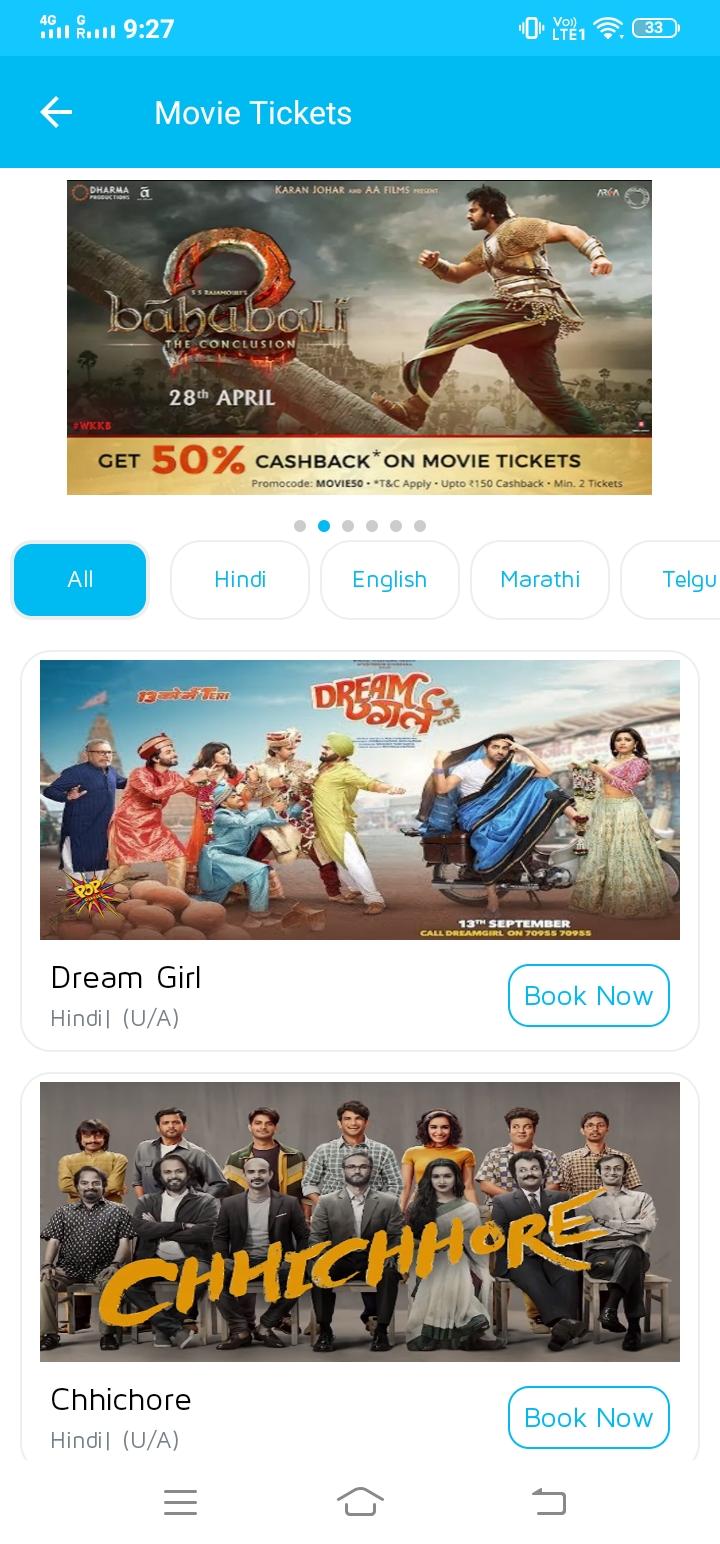 4G G R 9:27 Vo)) LTE1 33
Movie Tickets
DHARMA PRODUCTIONS
KARAN JOHAR AND AA FILMS PRESENT
ARKA
S S RAJAMOULI'S
2
bāhubali
THE CONCLUSION
28th APRIL
#WKKB
GET 50% CASHBACK* ON MOVIE TICKETS
Promocode: MOVIE50 • *T&C Apply • Upto ₹150 Cashback • Min. 2 Tickets
All Hindi English Marathi Telgu
DREAM
गर्ल
POP
13TH SEPTEMBER
CALL DREAMGIRL ON 70955 70955
Dream Girl
Hindi| (U/A)
Book Now
CHHICHHORE
Chhichore
Hindi| (U/A)
Book Now